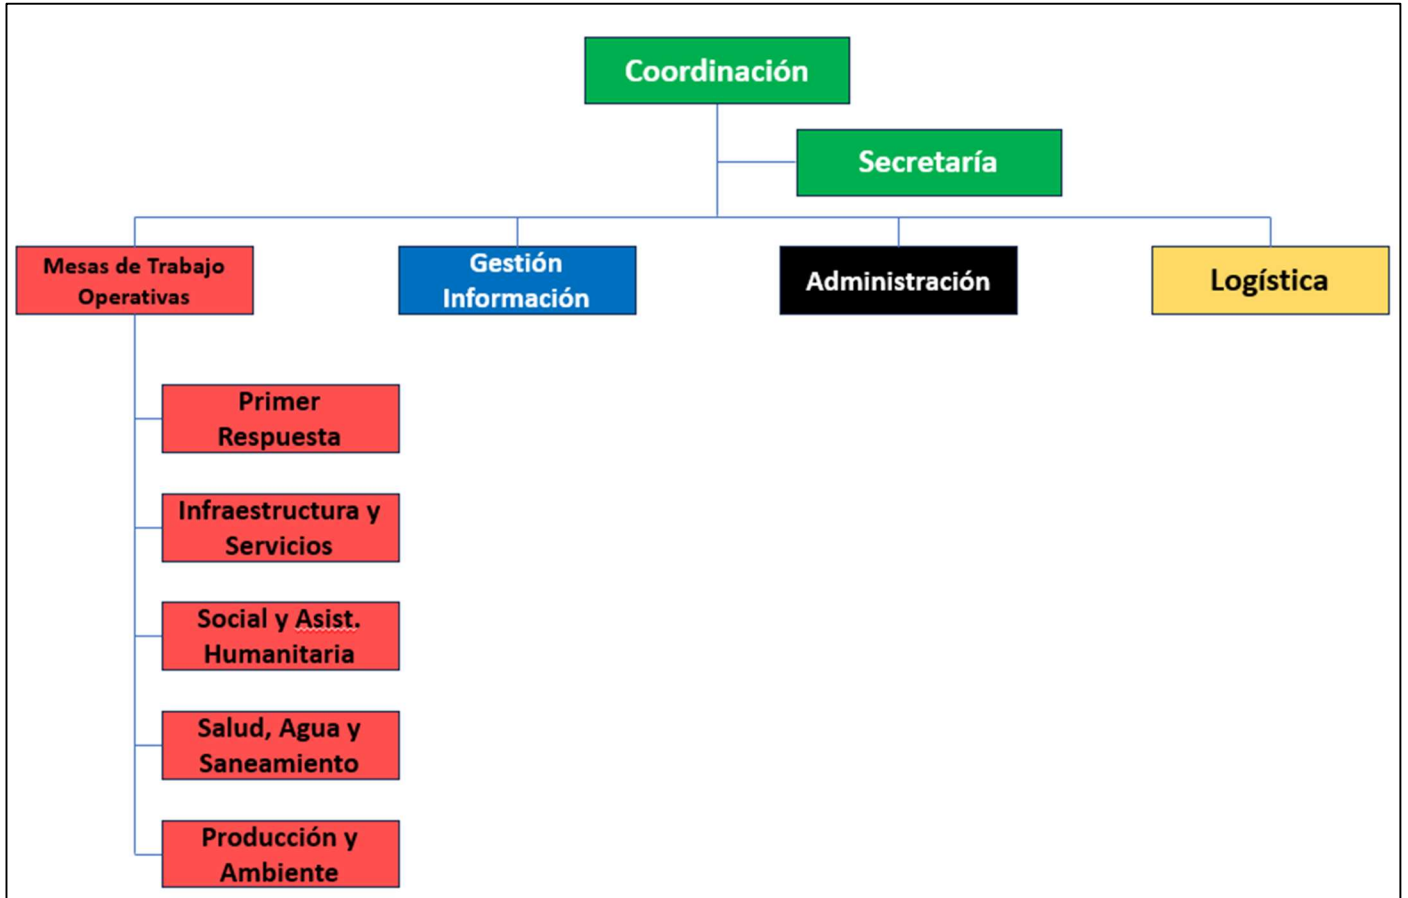 Coordinación
Secretaría
Mesas de Trabajo
Operativas
Gestión
Información
Administración
Logística
Primer
Respuesta
Infraestructura y
Servicios
Social y Asist.
Humanitaria
Salud, Agua y
Saneamiento
Producción y
Ambiente